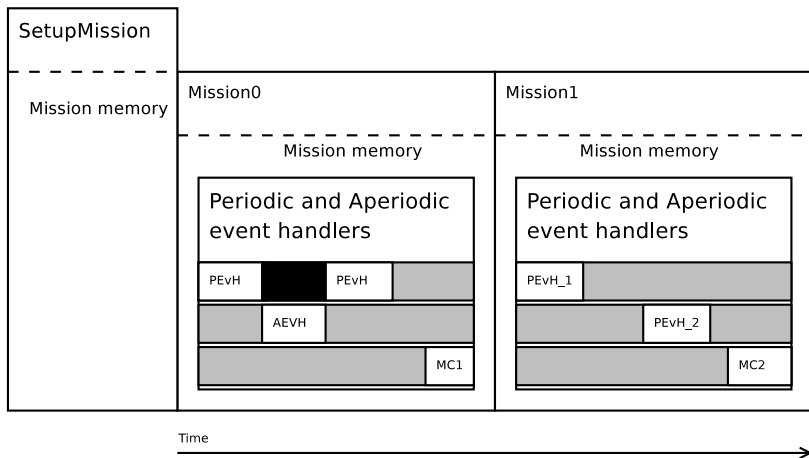 SetupMission
Mission memory
Mission0
Mission1
Mission memory
Mission memory
Periodic and Aperiodic
event handlers
PEvH
PEvH
AEVH
MC1
Periodic and Aperiodic
event handlers
PEvH_1
PEvH_2
MC2
Time